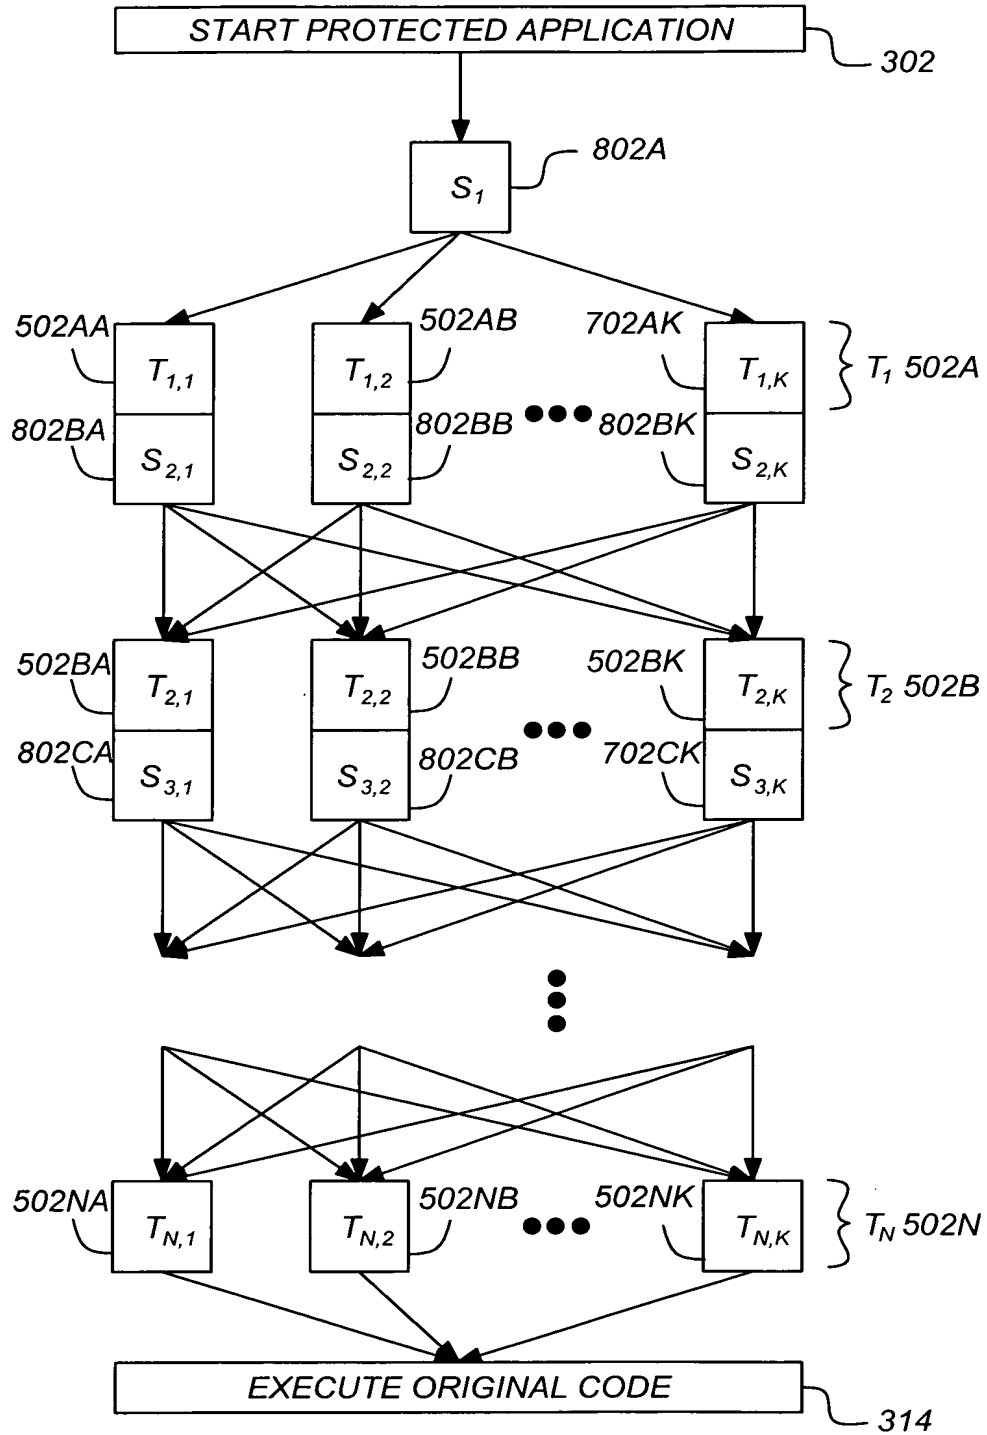 START PROTECTED APPLICATION
302
802A
S1
502AA
502AB
702AK
T1,1
T1,2
T1,K
T1 502A
802BA
802BB
802BK
S2,1
S2,2
S2,K
502BA
502BB
502BK
T2,1
T2,2
T2,K
T2 502B
802CA
802CB
702CK
S3,1
S3,2
S3,K
502NA
502NB
502NK
TN,1
TN,2
TN,K
TN 502N
EXECUTE ORIGINAL CODE
314